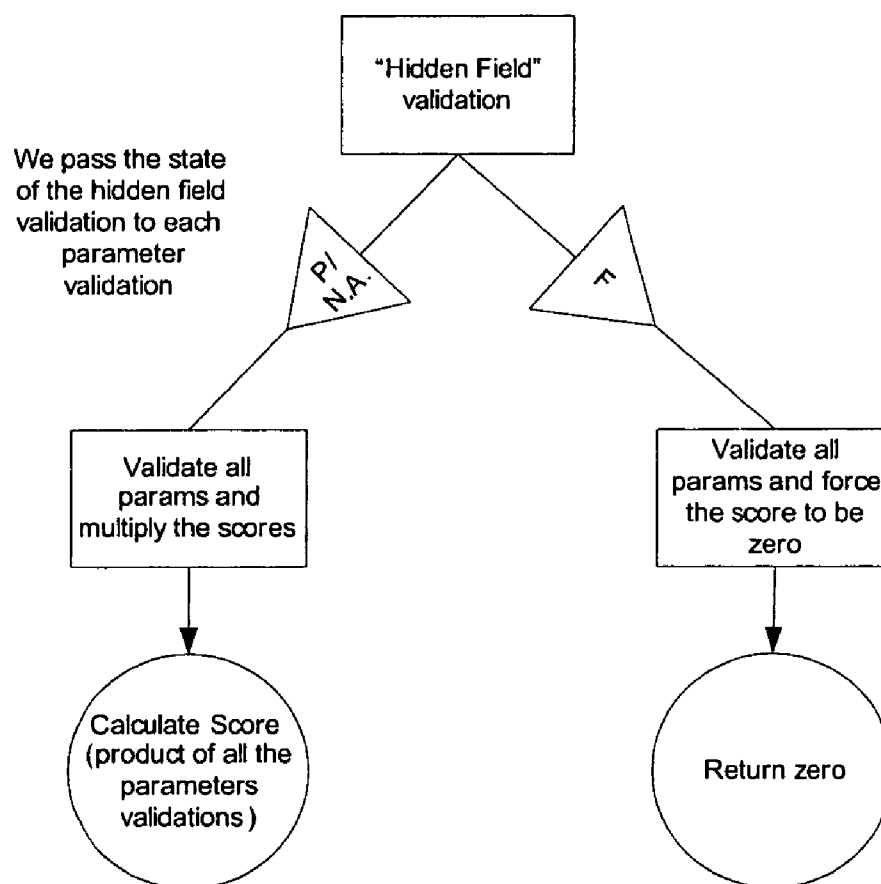 "Hidden Field"
validation
We pass the state
of the hidden field
validation to each
parameter
validation
P/
N.A.
F
Validate all
params and
multiply the scores
Validate all
params and force
the score to be
zero
Calculate Score
(product of all the
parameters
validations)
Return zero